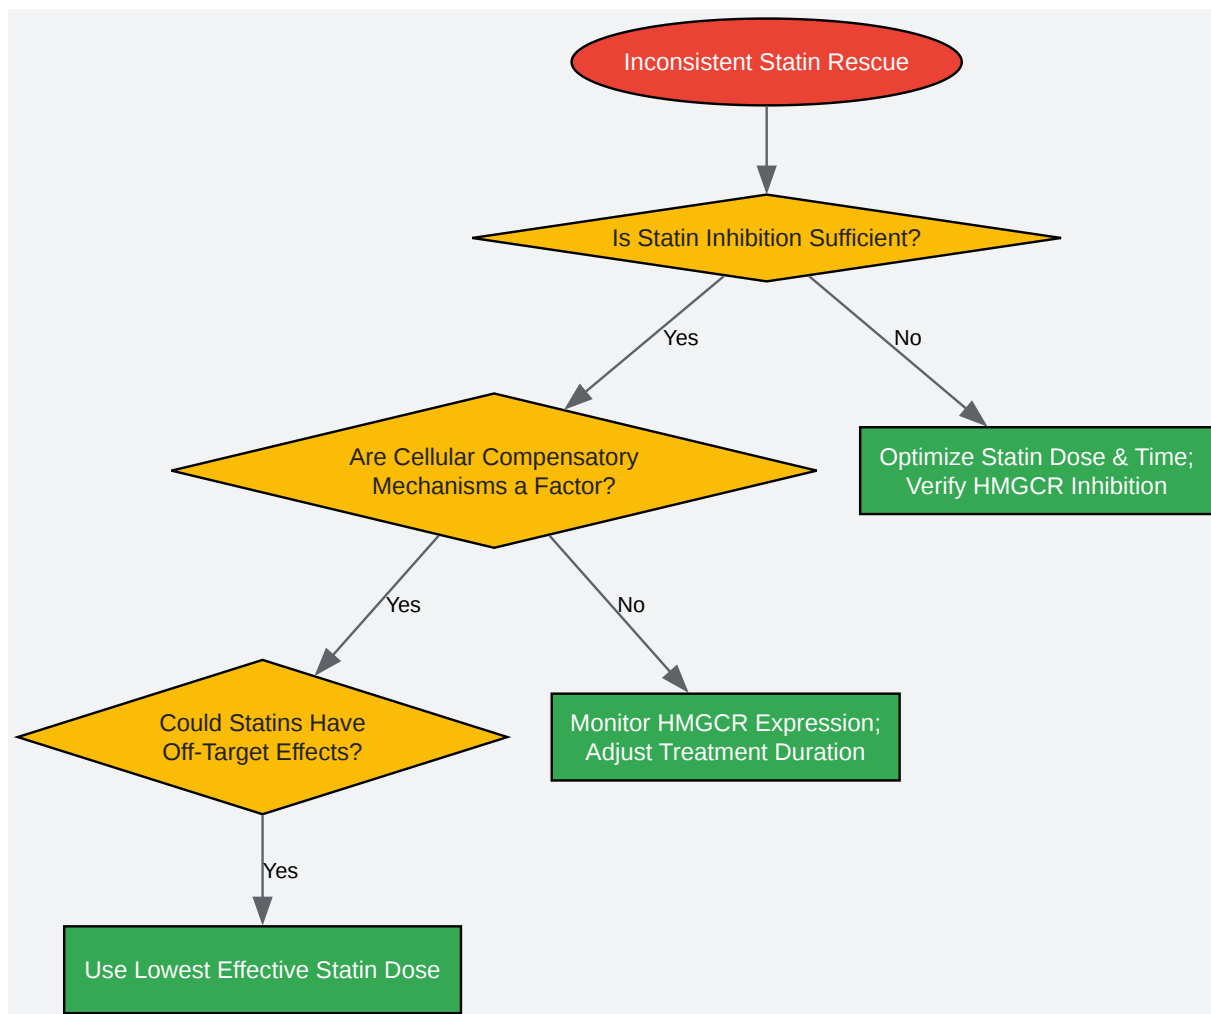 Inconsistent Statin Rescue
Is Statin Inhibition Sufficient?
Yes
No
Are Cellular Compensatory
Mechanisms a Factor?
Optimize Statin Dose & Time;
Verify HMGCR Inhibition
Yes
No
Could Statins Have
Off-Target Effects?
Monitor HMGCR Expression;
Adjust Treatment Duration
Yes
Use Lowest Effective Statin Dose